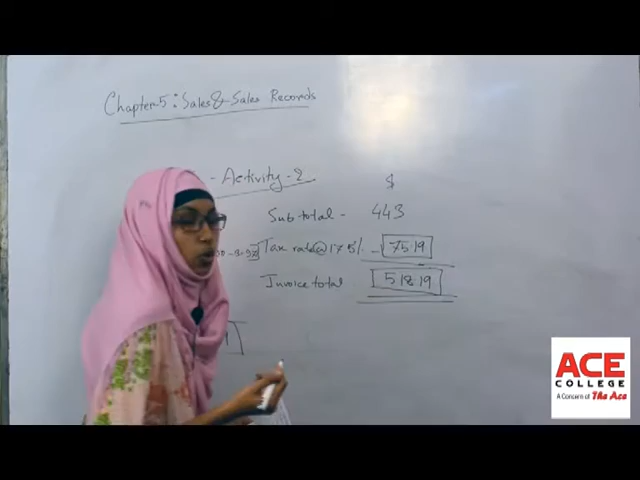 Chapter 5: Sales & Sales Records
- Activity - 2
$
Sub total - 443
Tax rate @ 17.5%. 75.19
Invoice total 518.19
ACE
COLLEGE
A Concern of The Ace